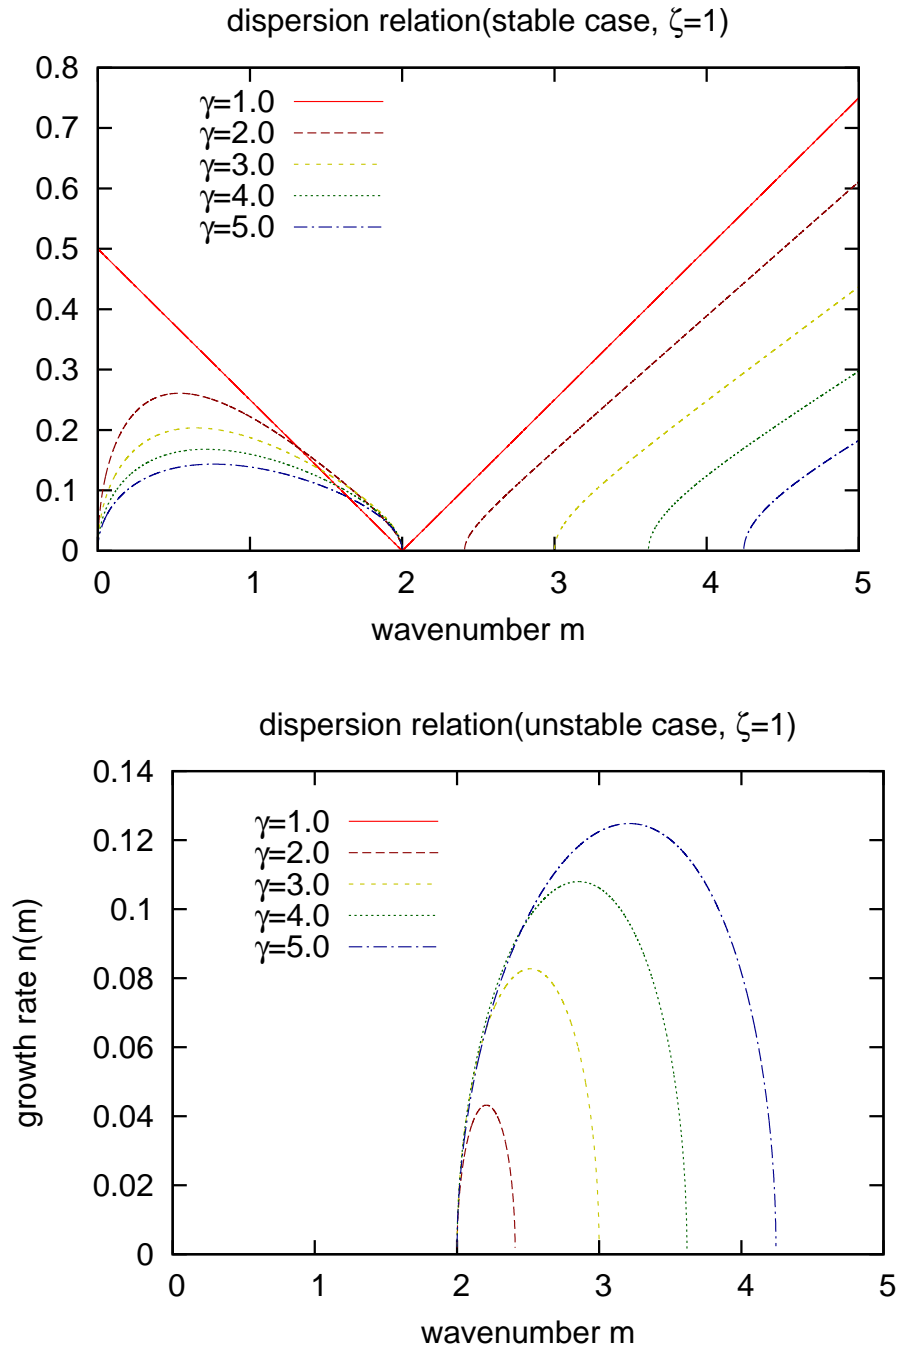 dispersion relation(stable case, ζ=1)
0.8
0.7
0.6
0.5
0.4
0.3
0.2
0.1
0
γ=1.0
γ=2.0
γ=3.0
γ=4.0
γ=5.0
0 1 2 3 4 5
wavenumber m
dispersion relation(unstable case, ζ=1)
growth rate n(m)
0.14
0.12
0.1
0.08
0.06
0.04
0.02
0
γ=1.0
γ=2.0
γ=3.0
γ=4.0
γ=5.0
0 1 2 3 4 5
wavenumber m